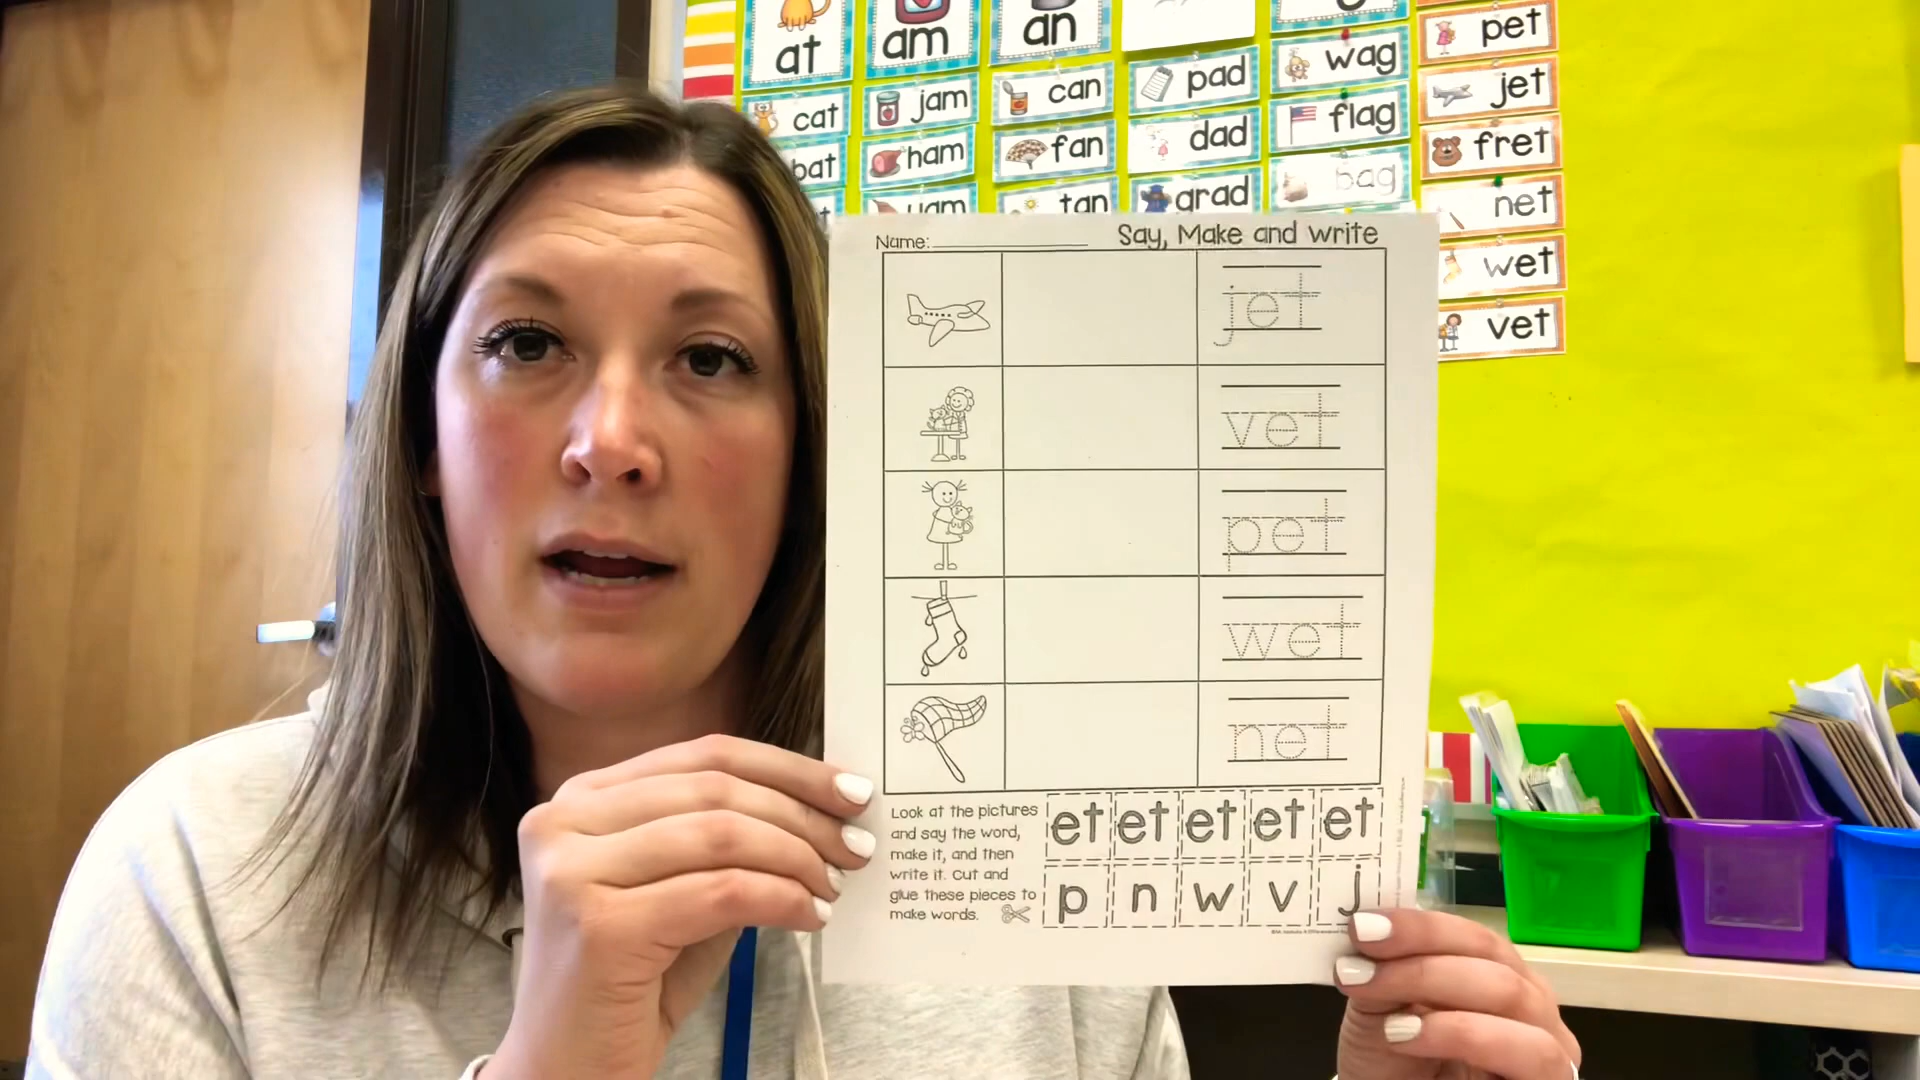 at
am
an
cat
jam
can
pad
wag
pet
bat
ham
fan
dad
flag
jet
yam
tan
grad
bag
fret
net
wet
vet
Name:
Say, Make and Write
jet
vet
pet
wet
net
Look at the pictures
and say the word,
make it, and then
write it. Cut and
glue these pieces to
make words.
et et et et et
p n w v j